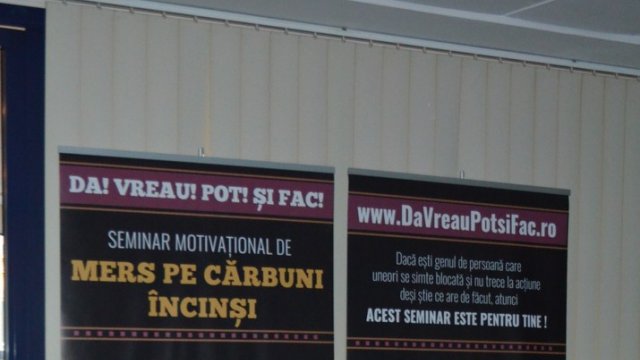 DA! VREAU! POT! ȘI FAC!
SEMINAR MOTIVAȚIONAL DE
MERS PE CĂRBUNI
ÎNCINȘI
www.DaVreauPotsiFac.ro
Dacă ești genul de persoană care
uneori se simte blocată și nu trece la acțiune
deși știe ce are de făcut, atunci
ACEST SEMINAR ESTE PENTRU TINE !